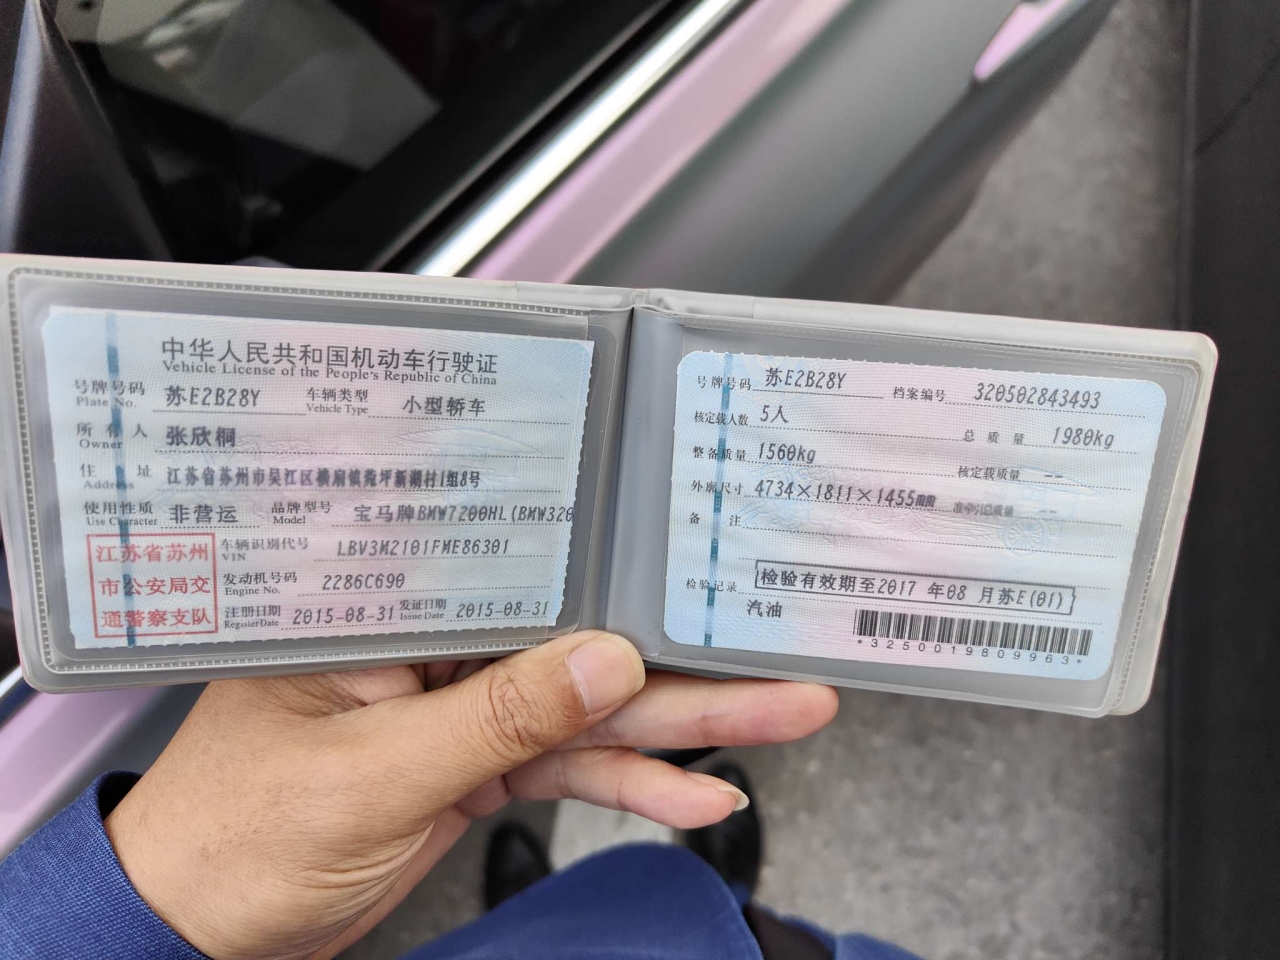 中华人民共和国机动车行驶证
Vehicle License of the People's Republic of China
号牌号码 Plate No. 苏E2B28Y 车辆类型 Vehicle Type 小型轿车
所有人 Owner 张欣桐
住址 Address 江苏省苏州市吴江区横扇镇菀坪新湖村1组8号
使用性质 Use Character 非营运 品牌型号 Model 宝马牌BMW7200HL(BMW320
江苏省苏州
市公安局交
通警察支队
车辆识别代号 VIN LBV3M2101FME86301
发动机号码 Engine No. 2286C690
注册日期 Register Date 2015-08-31 发证日期 Issue Date 2015-08-31
号牌号码 苏E2B28Y 档案编号 320502843493
核定载人数 5人 总质量 1980kg
整备质量 1560kg 核定载质量 --
外廓尺寸 4734×1811×1455mm 准牵引总质量 --
备注
检验记录 检验有效期至2017年08月苏E(01)
汽油
*3250019809963*